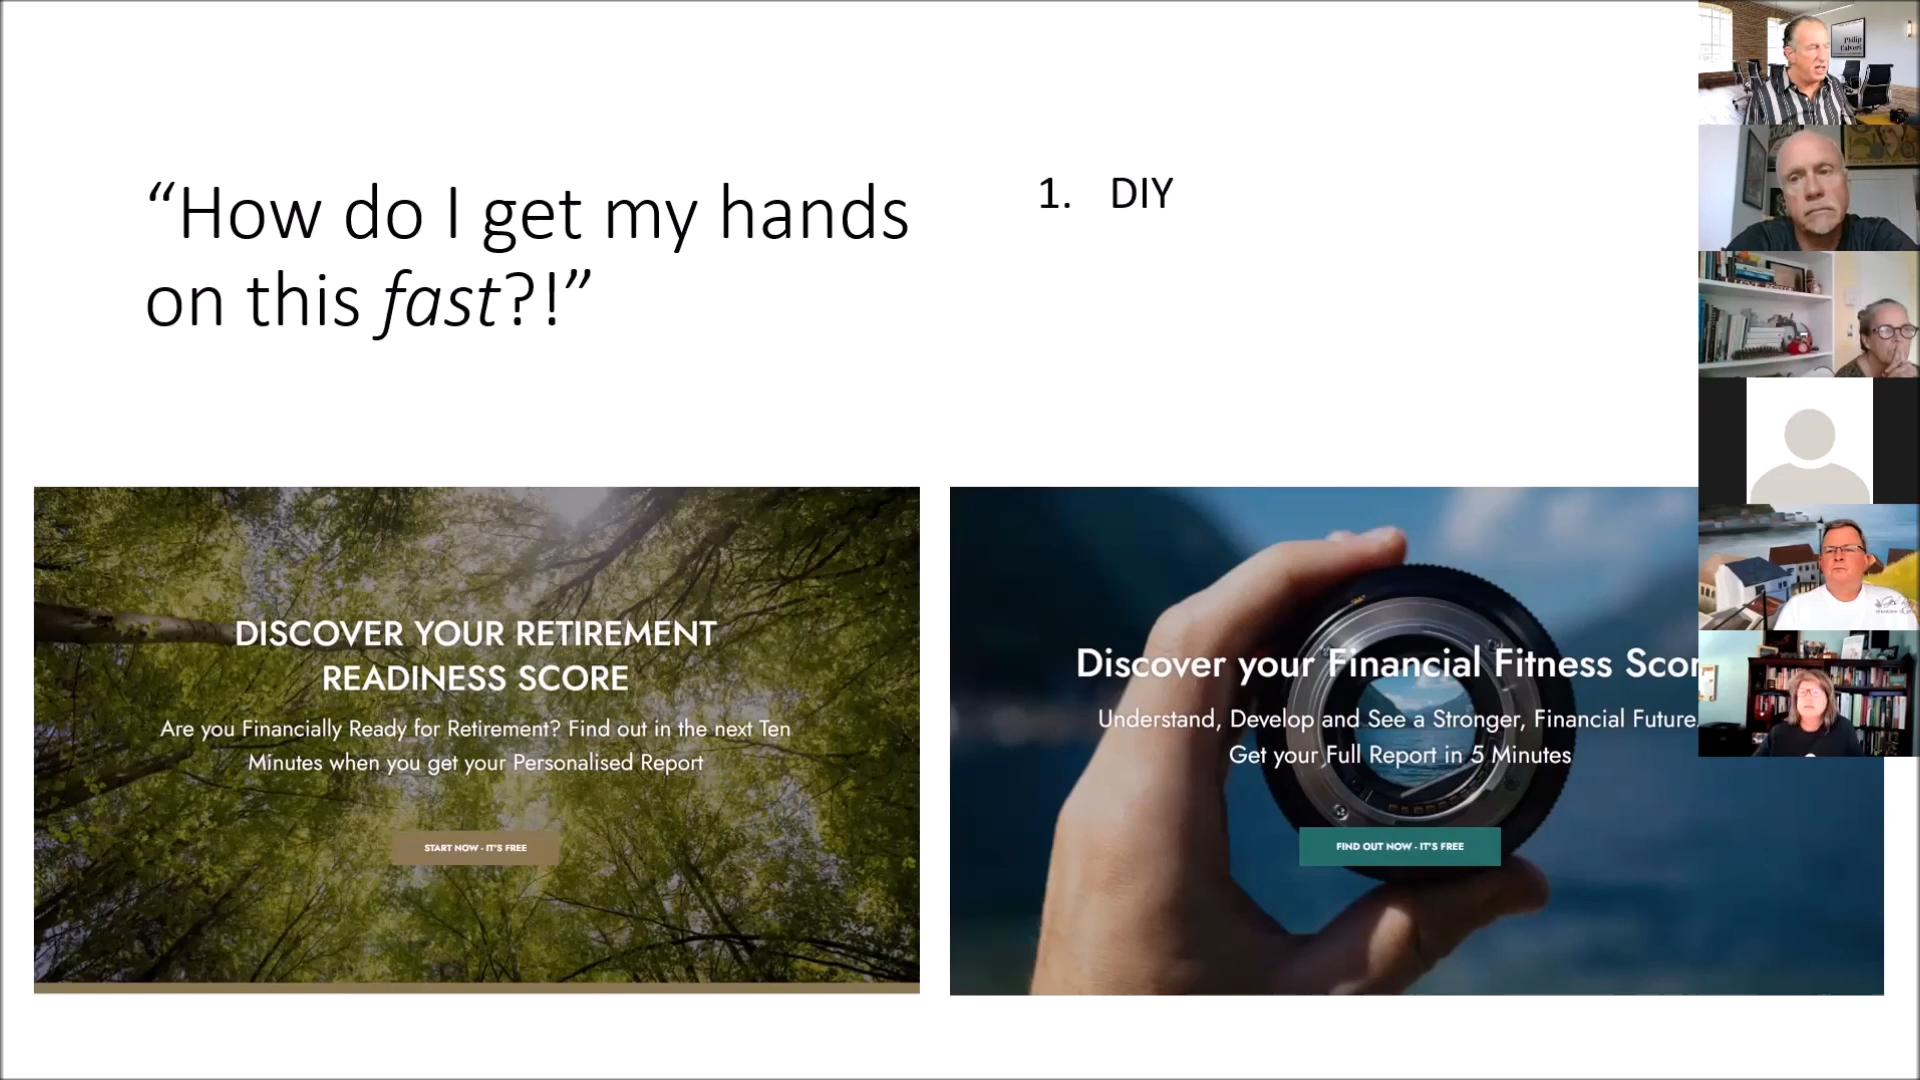 “How do I get my hands
on this fast?!”
1. DIY
DISCOVER YOUR RETIREMENT
READINESS SCORE
Are you Financially Ready for Retirement? Find out in the next Ten
Minutes when you get your Personalised Report
START NOW - IT'S FREE
Discover your Financial Fitness Scor
Understand, Develop and See a Stronger, Financial Future.
Get your Full Report in 5 Minutes
FIND OUT NOW - IT'S FREE
Philip
Calvert